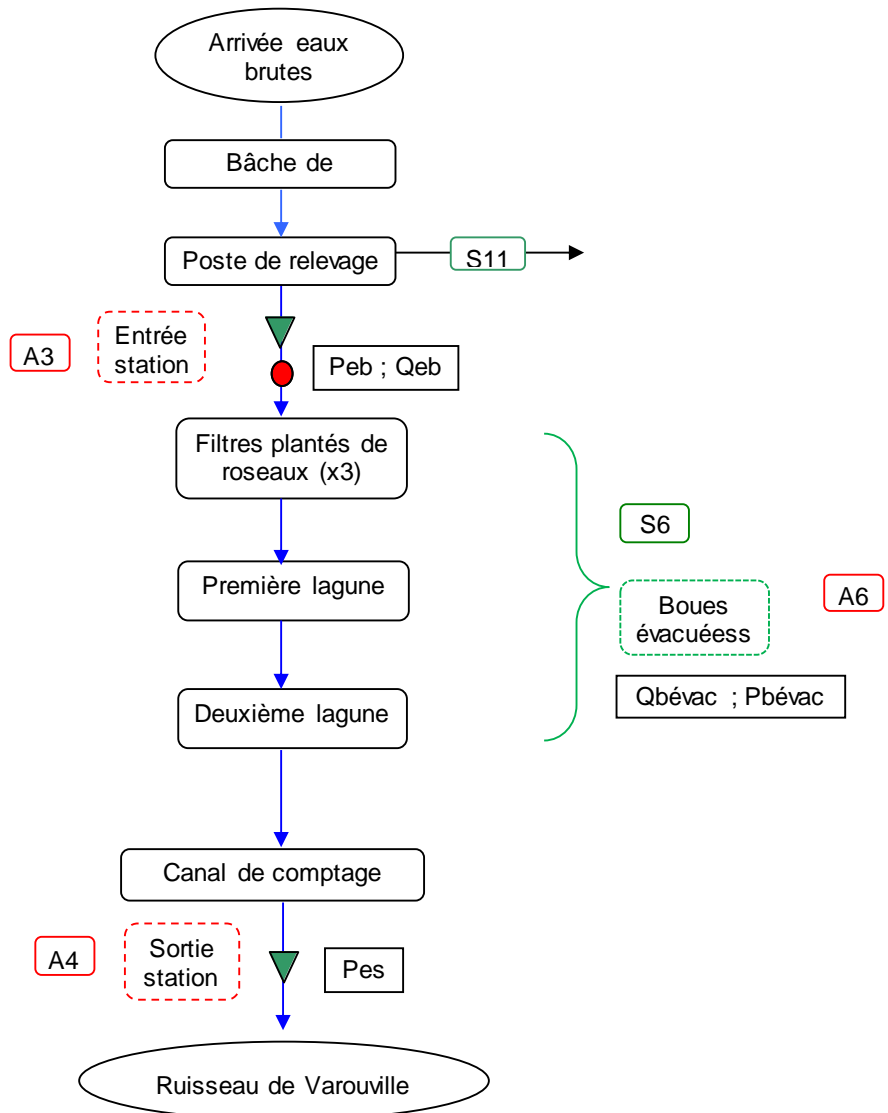 Arrivée eaux
brutes
Bâche de
Poste de relevage
S11
A3
Entrée
station
Peb ; Qeb
Filtres plantés de
roseaux (x3)
S6
Première lagune
A6
Boues
évacuéess
Qbévac ; Pbévac
Deuxième lagune
Canal de comptage
A4
Sortie
station
Pes
Ruisseau de Varouville